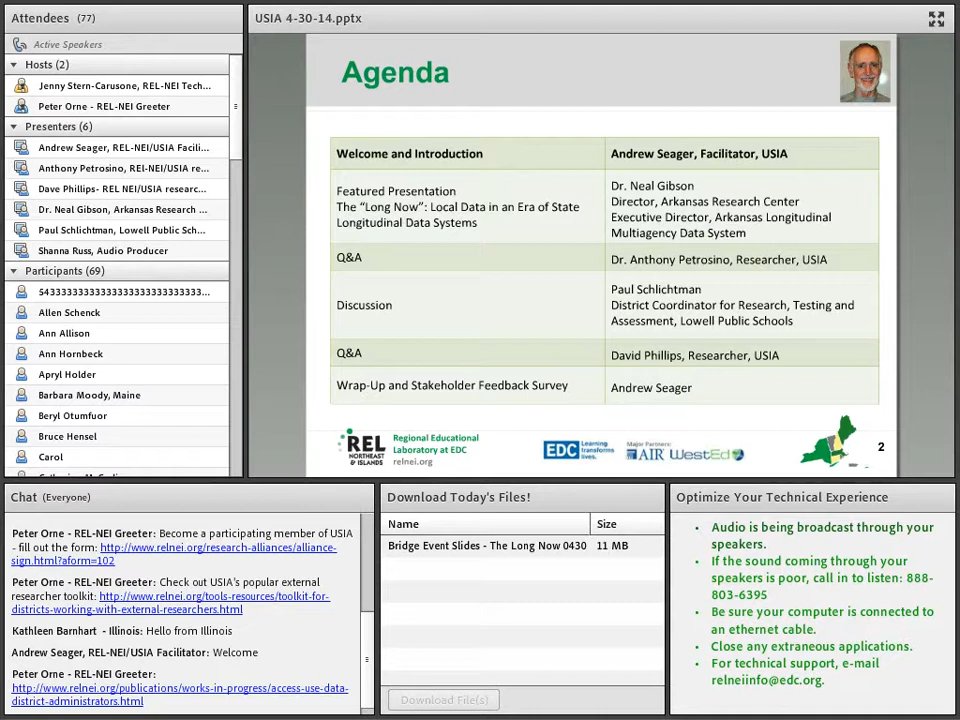 Attendees (77)
Active Speakers
Hosts (2)
Jenny Stern-Carusone, REL-NEI Tech...
Peter Orne - REL-NEI Greeter
Presenters (6)
Andrew Seager, REL-NEI/USIA Facili...
Anthony Petrosino, REl-NEI/USIA re...
Dave Phillips- REL NEI/USIA researc...
Dr. Neal Gibson, Arkansas Research ...
Paul Schlichtman, Lowell Public Sch...
Shanna Russ, Audio Producer
Participants (69)
54333333333333333333333333333...
Allen Schenck
Ann Allison
Ann Hornbeck
Apryl Holder
Barbara Moody, Maine
Beryl Otumfuor
Bruce Hensel
Carol
USIA 4-30-14.pptx
Agenda
Welcome and Introduction
Andrew Seager, Facilitator, USIA
Featured Presentation
The “Long Now”: Local Data in an Era of State
Longitudinal Data Systems
Dr. Neal Gibson
Director, Arkansas Research Center
Executive Director, Arkansas Longitudinal
Multiagency Data System
Q&A
Dr. Anthony Petrosino, Researcher, USIA
Discussion
Paul Schlichtman
District Coordinator for Research, Testing and
Assessment, Lowell Public Schools
Q&A
David Phillips, Researcher, USIA
Wrap-Up and Stakeholder Feedback Survey
Andrew Seager
REL
NORTHEAST
& ISLANDS
Regional Educational
Laboratory at EDC
relnei.org
EDC
Learning
transforms
lives.
Major Partners:
AIR
WestEd
2
Chat (Everyone)
Peter Orne - REL-NEI Greeter: Become a participating member of USIA
- fill out the form: http://www.relnei.org/research-alliances/alliance-
sign.html?aform=102
Peter Orne - REL-NEI Greeter: Check out USIA's popular external
researcher toolkit: http://www.relnei.org/tools-resources/toolkit-for-
districts-working-with-external-researchers.html
Kathleen Barnhart - Illinois: Hello from Illinois
Andrew Seager, REL-NEI/USIA Facilitator: Welcome
Peter Orne - REL-NEI Greeter:
http://www.relnei.org/publications/works-in-progress/access-use-data-
district-administrators.html
Download Today's Files!
Name
Size
Bridge Event Slides - The Long Now 0430
11 MB
Download File(s)
Optimize Your Technical Experience
• Audio is being broadcast through your
speakers.
• If the sound coming through your
speakers is poor, call in to listen: 888-
803-6395
• Be sure your computer is connected to
an ethernet cable.
• Close any extraneous applications.
• For technical support, e-mail
relneiinfo@edc.org.